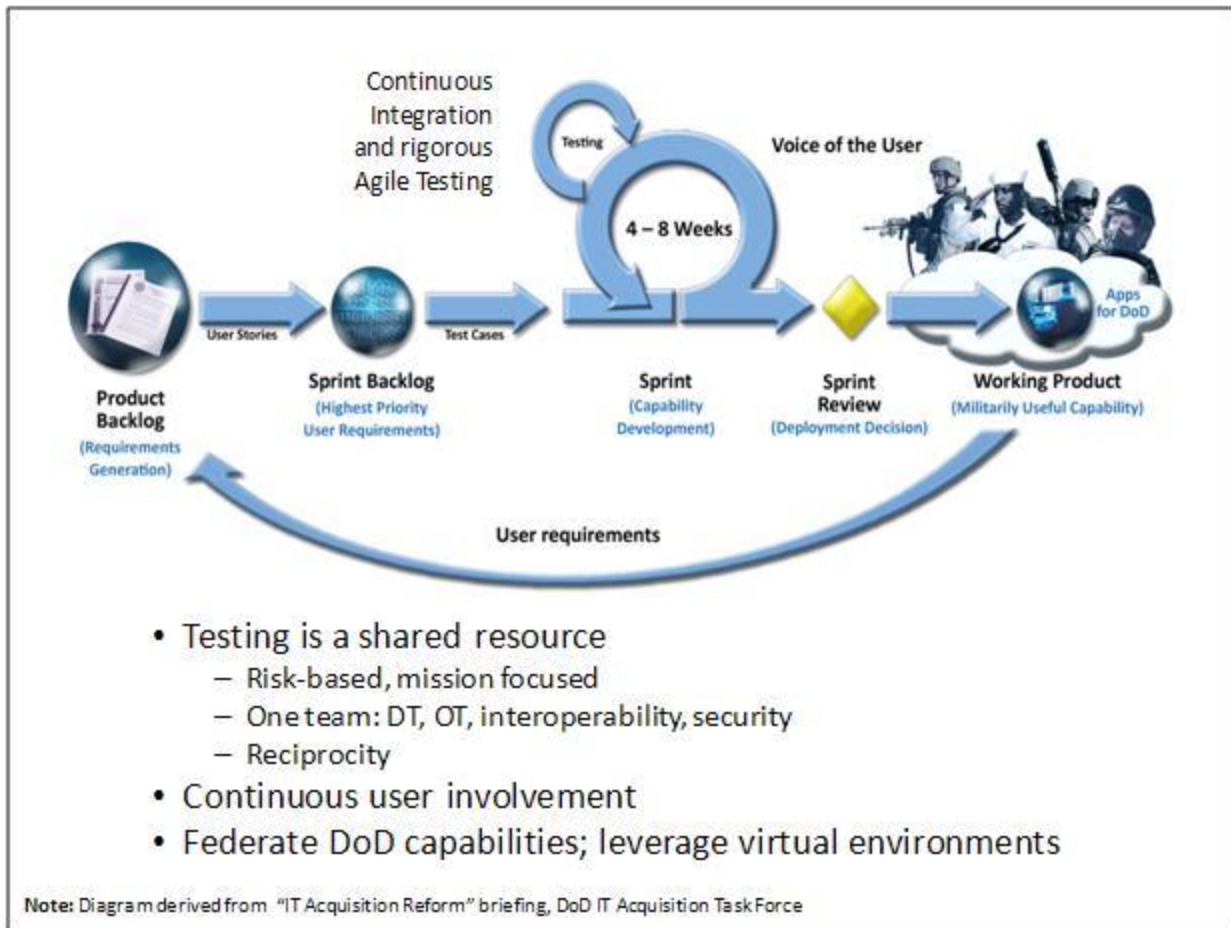 Continuous
Integration
and rigorous
Agile Testing
Testing
4 – 8 Weeks
Voice of the User
Apps
for DoD
User Stories
Test Cases
Product
Backlog
(Requirements
Generation)
Sprint Backlog
(Highest Priority
User Requirements)
Sprint
(Capability
Development)
Sprint
Review
(Deployment Decision)
Working Product
(Militarily Useful Capability)
User requirements
• Testing is a shared resource
– Risk-based, mission focused
– One team: DT, OT, interoperability, security
– Reciprocity
• Continuous user involvement
• Federate DoD capabilities; leverage virtual environments
Note: Diagram derived from "IT Acquisition Reform" briefing, DoD IT Acquisition Task Force